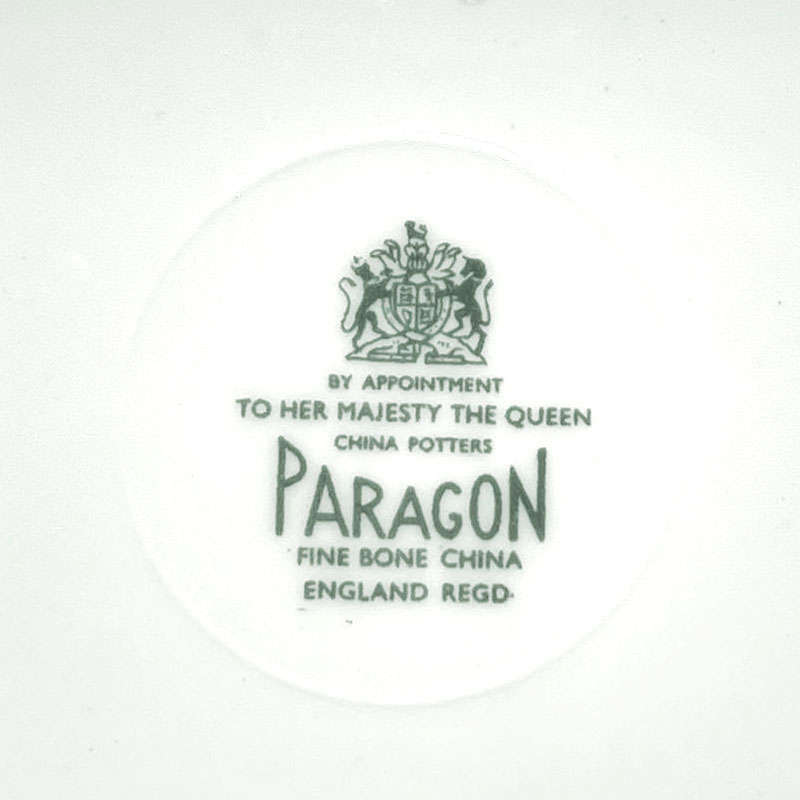 BY APPOINTMENT
TO HER MAJESTY THE QUEEN
CHINA POTTERS
PARAGON
FINE BONE CHINA
ENGLAND REGD.